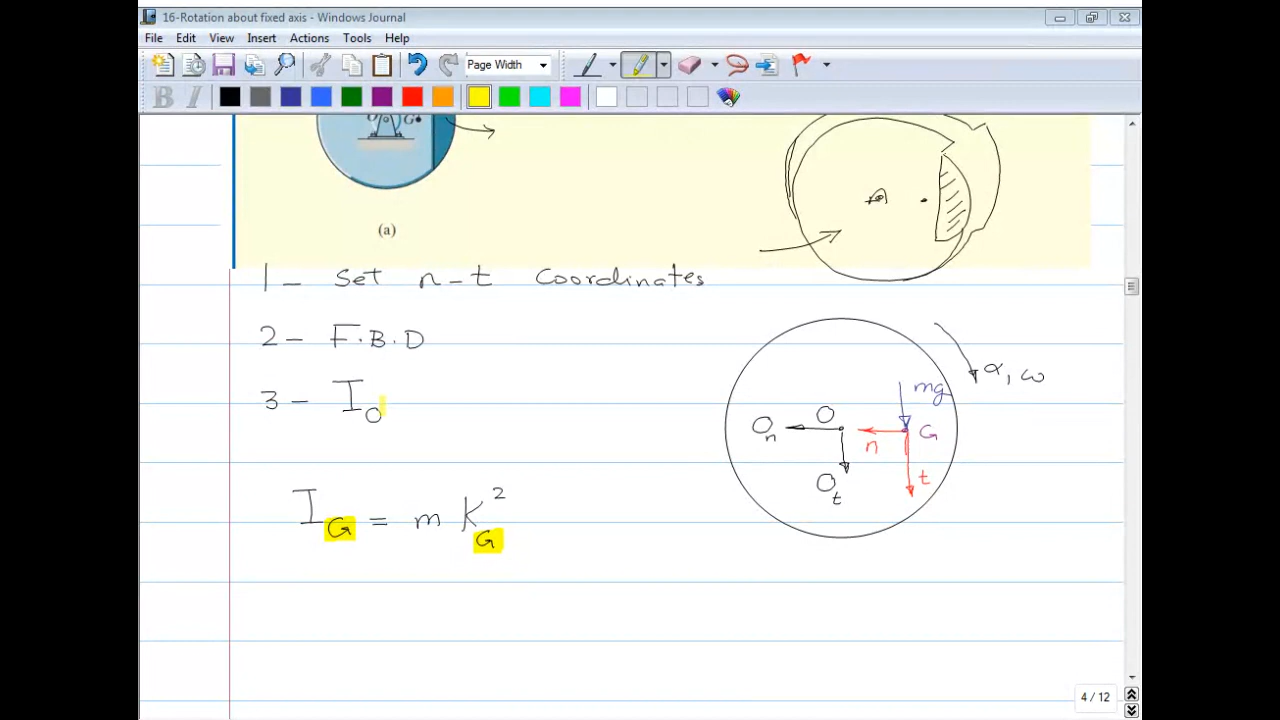 16-Rotation about fixed axis - Windows Journal
File Edit View Insert Actions Tools Help
Page Width
B I
G
(a)
1- Set n-t Coordinates
2- F.B.D
3- I_O
I_G = m K_G^2
α, ω
mg
O
O_n
G
n
O_t
t
4 / 12